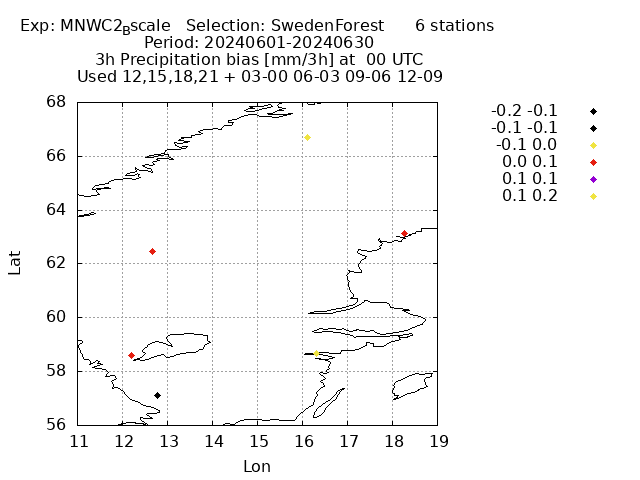 Exp: MNWC2Bscale   Selection: SwedenForest      6 stations
Period: 20240601-20240630
3h Precipitation bias [mm/3h] at  00 UTC
Used 12,15,18,21 + 03-00 06-03 09-06 12-09
68
66
64
62
60
58
56
11 12 13 14 15 16 17 18 19
Lat
Lon
-0.2 -0.1
-0.1 -0.1
-0.1 0.0
0.0 0.1
0.1 0.1
0.1 0.2